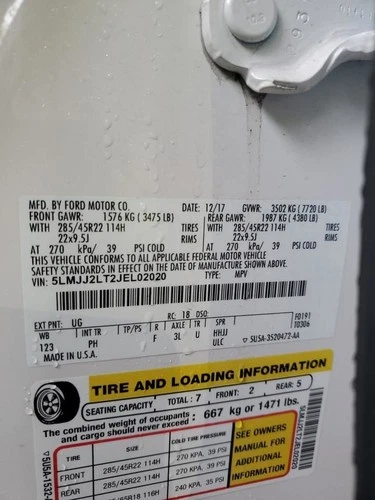 MFD. BY FORD MOTOR CO. DATE: 12/17 GVWR: 3502 KG ( 7720 LB)
FRONT GAWR: 1576 KG ( 3475 LB) REAR GAWR: 1987 KG ( 4380 LB)
WITH 285/45R22 114H TIRES WITH 285/45R22 114H TIRES
22x9.5J RIMS 22x9.5J RIMS
AT 270 kPa/ 39 PSI COLD AT 270 kPa/ 39 PSI COLD
THIS VEHICLE CONFORMS TO ALL APPLICABLE FEDERAL MOTOR VEHICLE
SAFETY STANDARDS IN EFFECT ON THE DATE OF MANUFACTURE SHOWN ABOVE.
VIN: 5LMJJ2LT2JEL02020 TYPE: MPV
EXT PNT: UG RC: 18 DSO: F0191
WB INT TR TP/PS R AXLE TR SPR T0306
123 PH F 3L U HHJJ
MADE IN U.S.A. ULC 5USA-3520472-AA
TIRE AND LOADING INFORMATION
SEATING CAPACITY TOTAL : 7 FRONT: 2 REAR: 5
The combined weight of occupants
and cargo should never exceed : 667 kg or 1471 lbs.
TIRE SIZE COLD TIRE PRESSURE SEE OWNERS
FRONT 285/45R22 114H 270 KPA, 39 PSI MANUAL FOR
REAR 285/45R22 114H 270 KPA, 39 PSI ADDITIONAL
65R18 116H 240 KPA, 35 PSI INFORMATION
5LMJJ2LT2JEL02020
5USA-1532